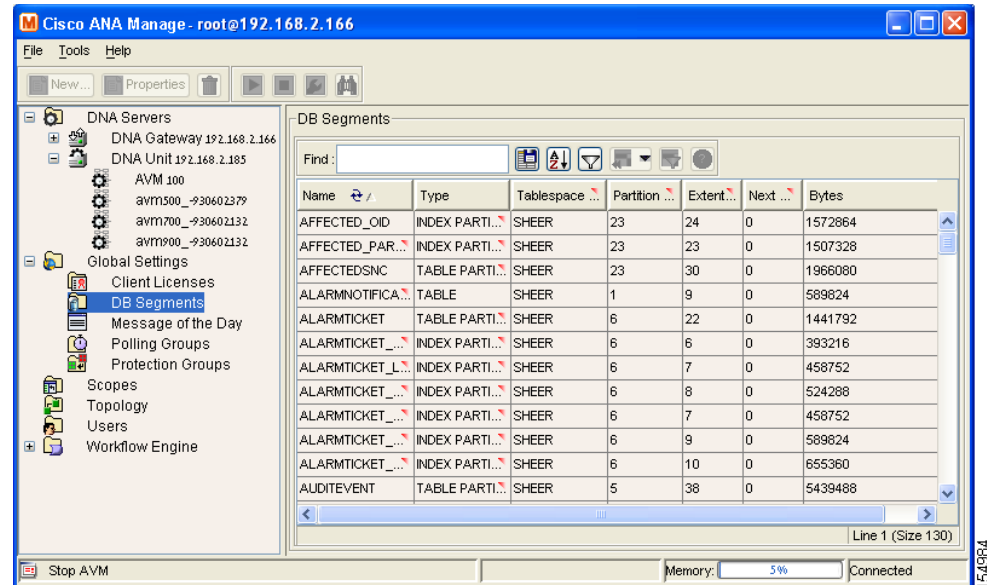 Cisco ANA Manage - root@192.168.2.166
File Tools Help
New... Properties
DNA Servers
DNA Gateway 192.168.2.166
DNA Unit 192.168.2.185
AVM 100
avm500_-930602379
avm700_-930602132
avm900_-930602132
Global Settings
Client Licenses
DB Segments
Message of the Day
Polling Groups
Protection Groups
Scopes
Topology
Users
Workflow Engine
DB Segments
Find :
Name Type Tablespace ... Partition ... Extent... Next ... Bytes
AFFECTED_OID INDEX PARTI... SHEER 23 24 0 1572864
AFFECTED_PAR... INDEX PARTI... SHEER 23 23 0 1507328
AFFECTEDSNC TABLE PARTI... SHEER 23 30 0 1966080
ALARMNOTIFICA... TABLE SHEER 1 9 0 589824
ALARMTICKET TABLE PARTI... SHEER 6 22 0 1441792
ALARMTICKET_... INDEX PARTI... SHEER 6 6 0 393216
ALARMTICKET_L... INDEX PARTI... SHEER 6 7 0 458752
ALARMTICKET_... INDEX PARTI... SHEER 6 8 0 524288
ALARMTICKET_... INDEX PARTI... SHEER 6 7 0 458752
ALARMTICKET_... INDEX PARTI... SHEER 6 9 0 589824
ALARMTICKET_... INDEX PARTI... SHEER 6 10 0 655360
AUDITEVENT TABLE PARTI... SHEER 5 38 0 5439488
Line 1 (Size 130)
Stop AVM Memory: 5% Connected
54984